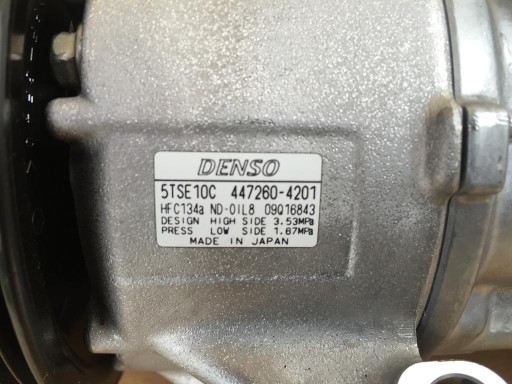 DENSO
5TSE10C 447260-4201
HFC134a ND-OIL8 09Q16843
DESIGN HIGH SIDE 3.53MPa
PRESS LOW SIDE 1.67MPa
MADE IN JAPAN